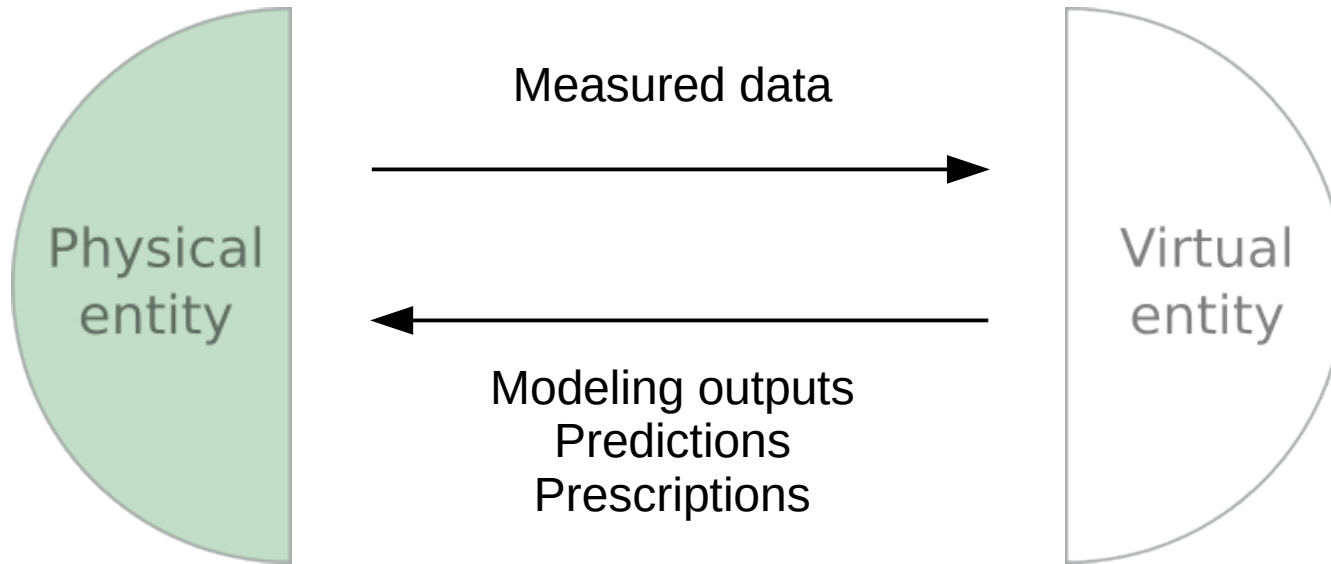 Measured data
Physical
entity
Virtual
entity
Modeling outputs
Predictions
Prescriptions